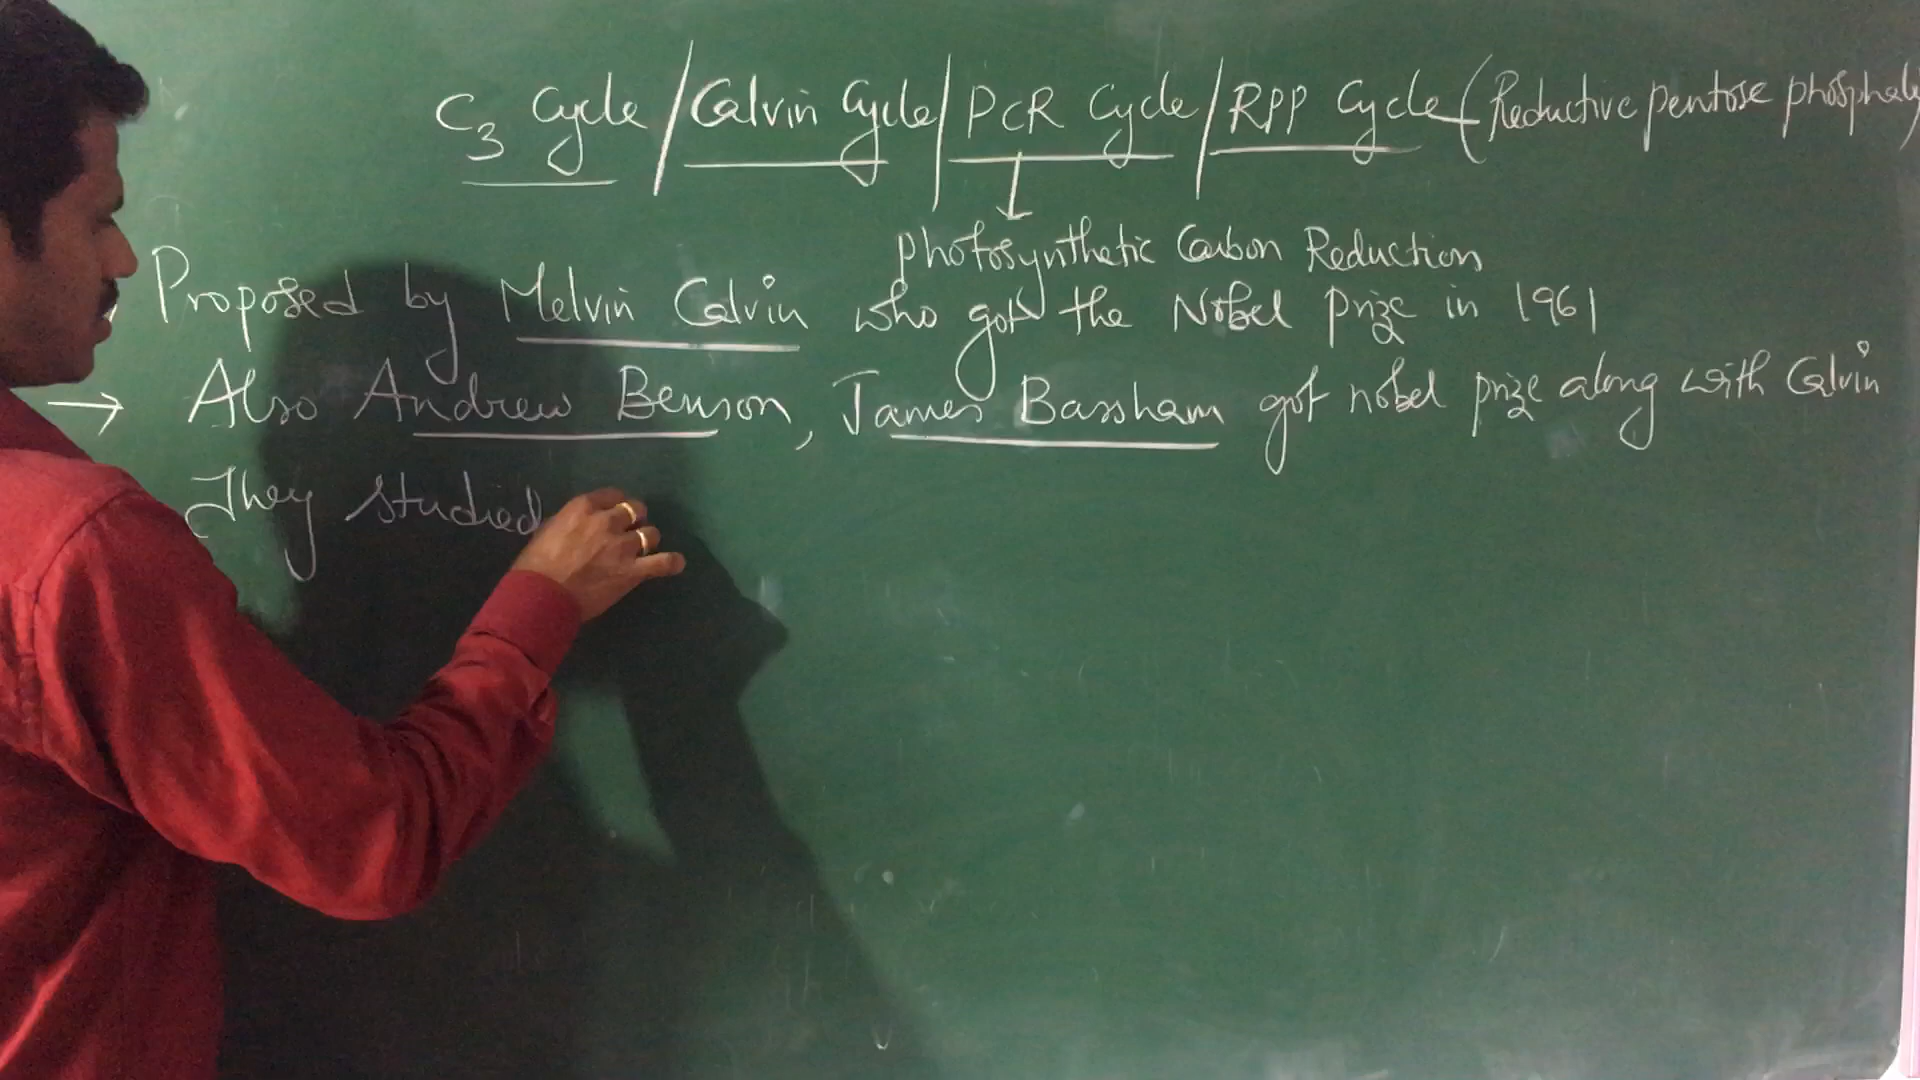 C3 Cycle / Calvin Cycle / PCR Cycle / RPP Cycle (Reductive pentose phosphate)
photosynthetic Carbon Reduction
Proposed by Melvin Calvin who got the Nobel prize in 1961
→ Also Andrew Benson, James Bassham got nobel prize along with Calvin
They studied